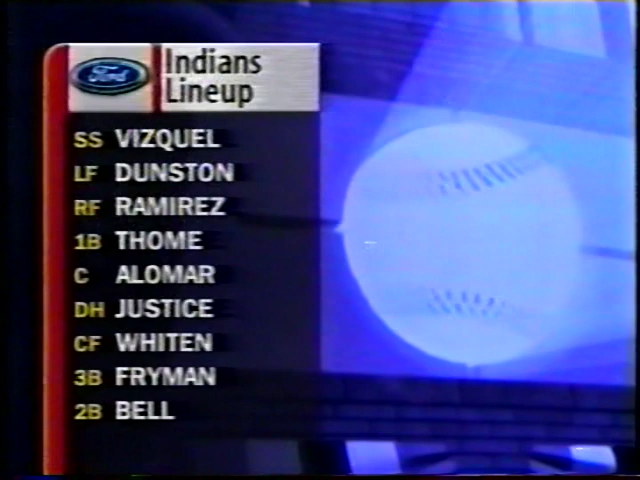 Ford
Indians
Lineup
SS VIZQUEL
LF DUNSTON
RF RAMIREZ
1B THOME
C ALOMAR
DH JUSTICE
CF WHITEN
3B FRYMAN
2B BELL